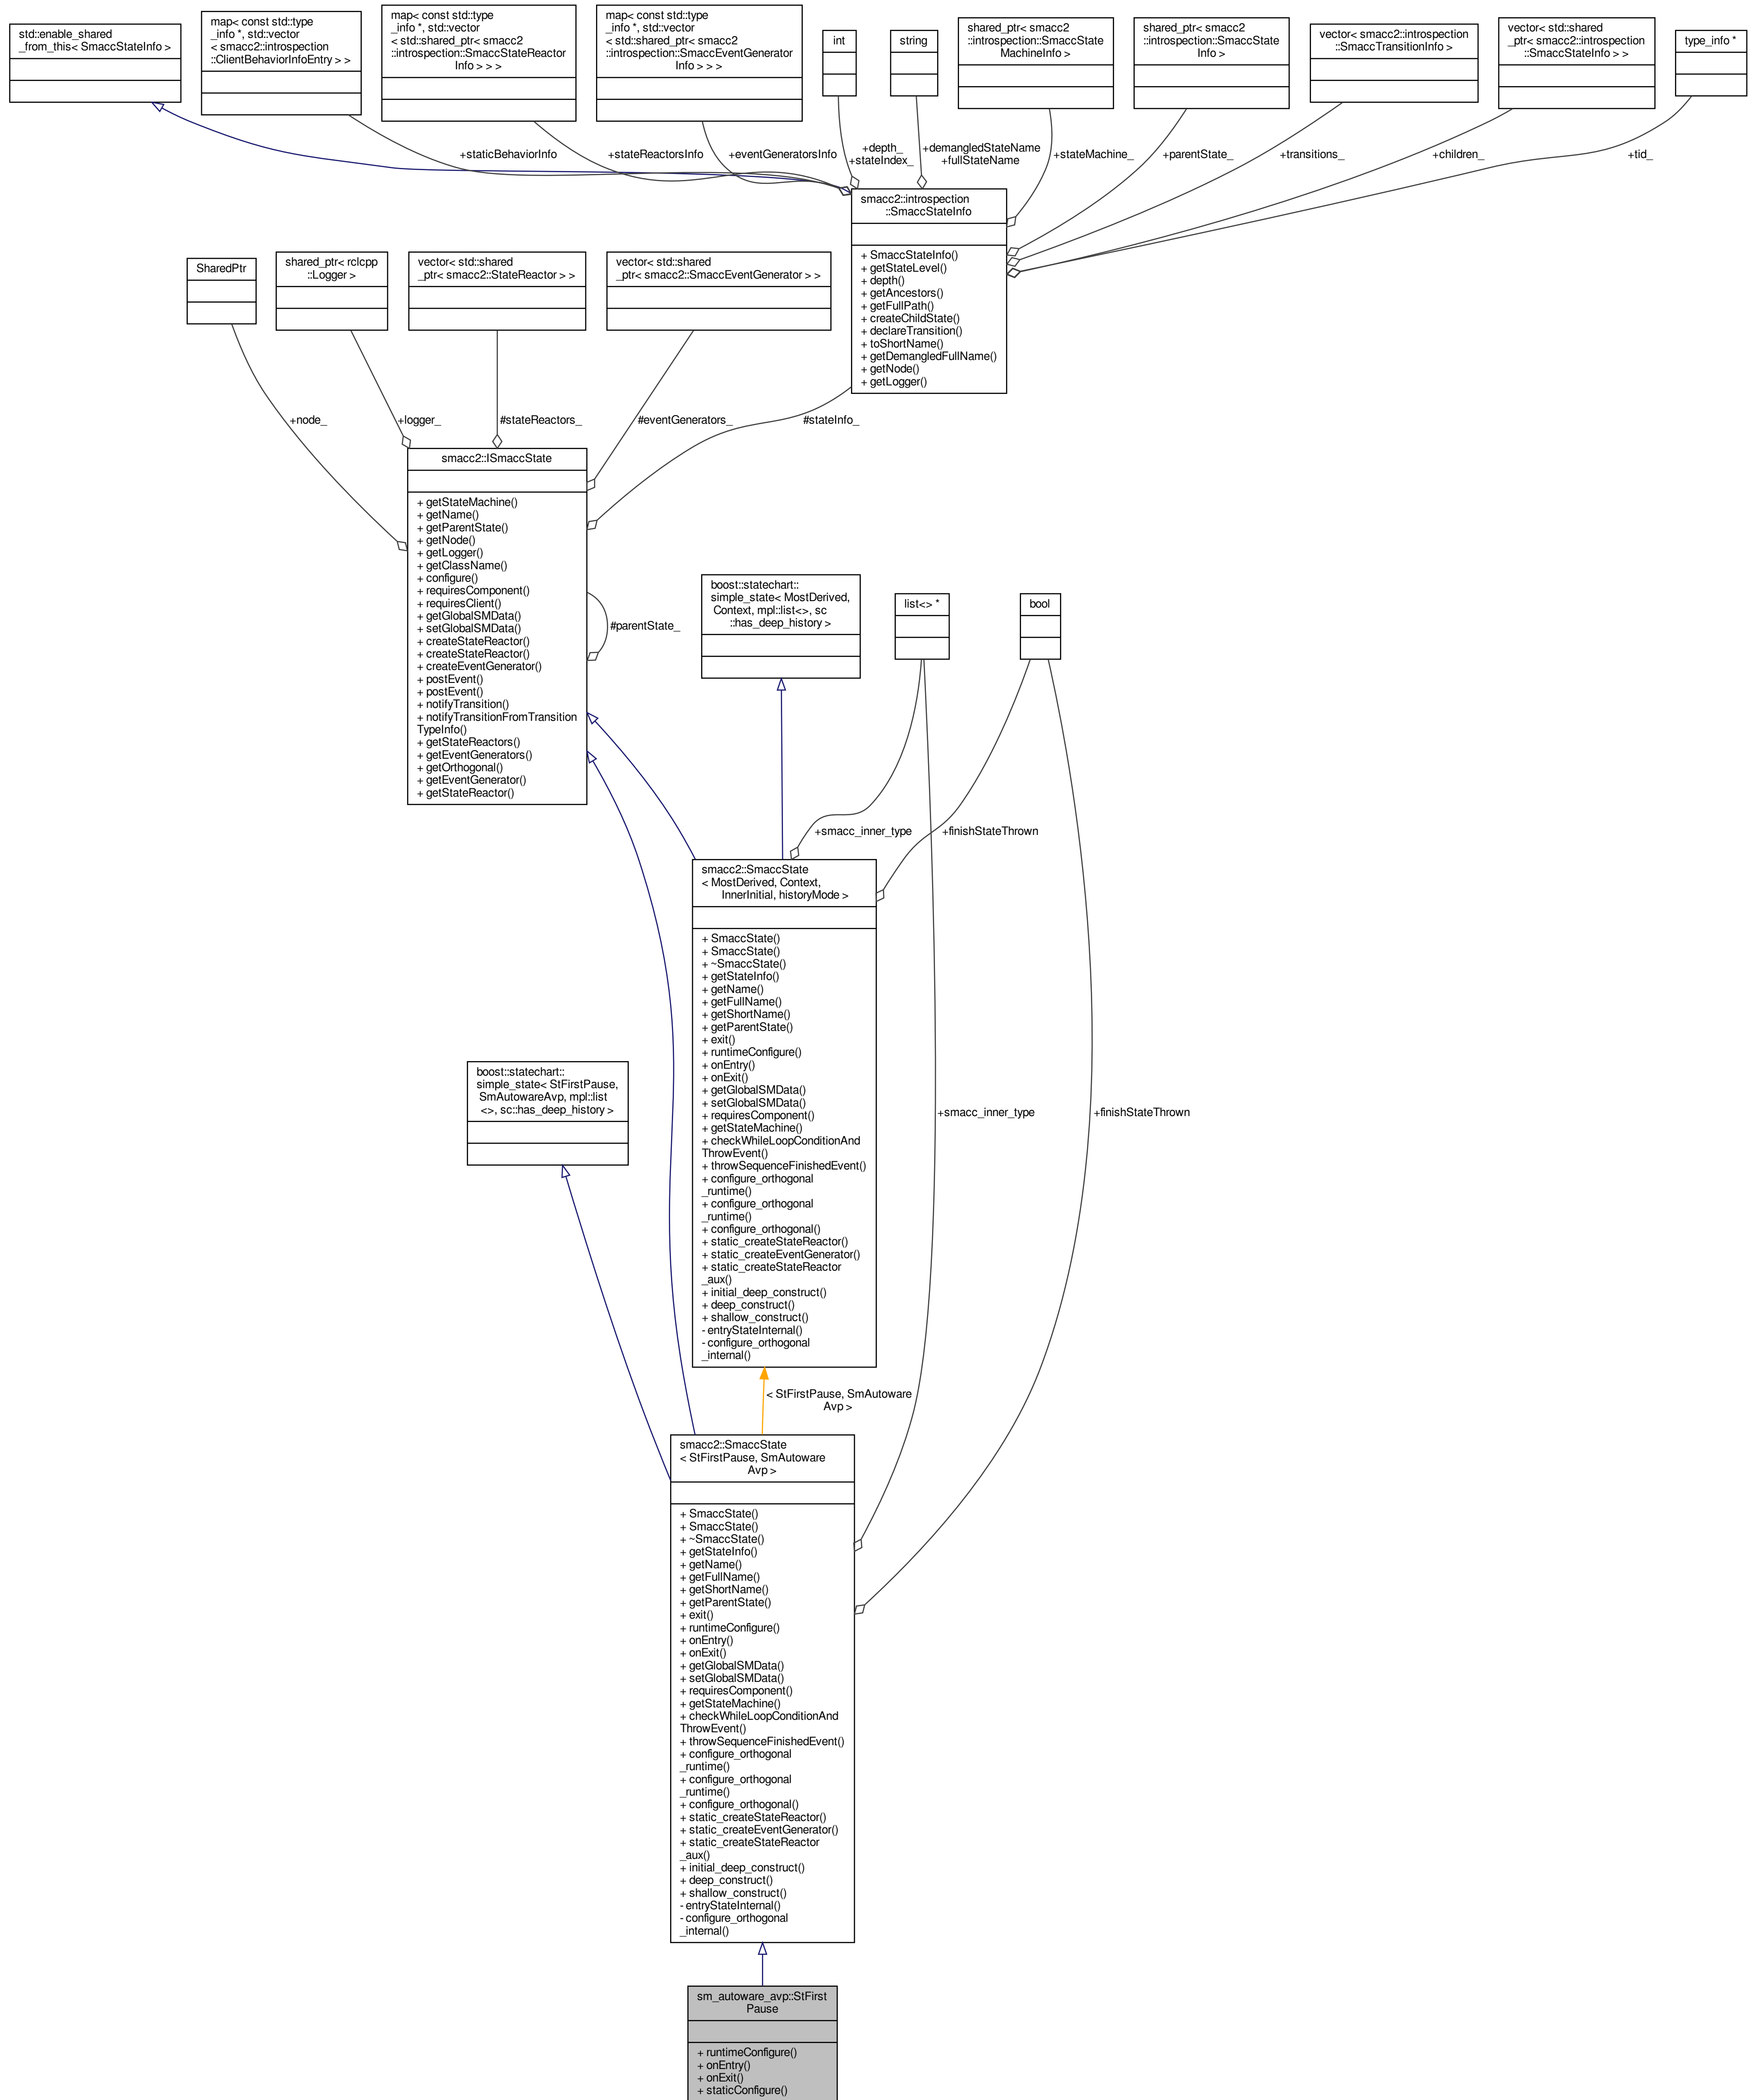 std::enable_shared
_from_this< SmaccStateInfo >
map< const std::type
_info *, std::vector
< smacc2::introspection
::ClientBehaviorInfoEntry > >
map< const std::type
_info *, std::vector
< std::shared_ptr< smacc2
::introspection::SmaccStateReactor
Info > > >
map< const std::type
_info *, std::vector
< std::shared_ptr< smacc2
::introspection::SmaccEventGenerator
Info > > >
int
string
shared_ptr< smacc2
::introspection::SmaccState
MachineInfo >
shared_ptr< smacc2
::introspection::SmaccState
Info >
vector< smacc2::introspection
::SmaccTransitionInfo >
vector< std::shared
_ptr< smacc2::introspection
::SmaccStateInfo > >
type_info *
+staticBehaviorInfo
+stateReactorsInfo
+eventGeneratorsInfo
+depth_
+stateIndex_
+demangledStateName
+fullStateName
+stateMachine_
+parentState_
+transitions_
+children_
+tid_
smacc2::introspection
::SmaccStateInfo
+ SmaccStateInfo()
+ getStateLevel()
+ depth()
+ getAncestors()
+ getFullPath()
+ createChildState()
+ declareTransition()
+ toShortName()
+ getDemangledFullName()
+ getNode()
+ getLogger()
SharedPtr
shared_ptr< rclcpp
::Logger >
vector< std::shared
_ptr< smacc2::StateReactor > >
vector< std::shared
_ptr< smacc2::SmaccEventGenerator > >
+node_
+logger_
#stateReactors_
#eventGenerators_
#stateInfo_
smacc2::ISmaccState
+ getStateMachine()
+ getName()
+ getParentState()
+ getNode()
+ getLogger()
+ getClassName()
+ configure()
+ requiresComponent()
+ requiresClient()
+ getGlobalSMData()
+ setGlobalSMData()
+ createStateReactor()
+ createStateReactor()
+ createEventGenerator()
+ postEvent()
+ postEvent()
+ notifyTransition()
+ notifyTransitionFromTransition
TypeInfo()
+ getStateReactors()
+ getEventGenerators()
+ getOrthogonal()
+ getEventGenerator()
+ getStateReactor()
#parentState_
boost::statechart::
simple_state< MostDerived,
Context, mpl::list<>, sc
::has_deep_history >
list<> *
bool
+smacc_inner_type
+finishStateThrown
smacc2::SmaccState
< MostDerived, Context,
InnerInitial, historyMode >
+ SmaccState()
+ SmaccState()
+ ~SmaccState()
+ getStateInfo()
+ getName()
+ getFullName()
+ getShortName()
+ getParentState()
+ exit()
+ runtimeConfigure()
+ onEntry()
+ onExit()
+ getGlobalSMData()
+ setGlobalSMData()
+ requiresComponent()
+ getStateMachine()
+ checkWhileLoopConditionAnd
ThrowEvent()
+ throwSequenceFinishedEvent()
+ configure_orthogonal
_runtime()
+ configure_orthogonal
_runtime()
+ configure_orthogonal()
+ static_createStateReactor()
+ static_createEventGenerator()
+ static_createStateReactor
_aux()
+ initial_deep_construct()
+ deep_construct()
+ shallow_construct()
- entryStateInternal()
- configure_orthogonal
_internal()
boost::statechart::
simple_state< StFirstPause,
SmAutowareAvp, mpl::list
<>, sc::has_deep_history >
+smacc_inner_type
+finishStateThrown
< StFirstPause, SmAutoware
Avp >
smacc2::SmaccState
< StFirstPause, SmAutoware
Avp >
+ SmaccState()
+ SmaccState()
+ ~SmaccState()
+ getStateInfo()
+ getName()
+ getFullName()
+ getShortName()
+ getParentState()
+ exit()
+ runtimeConfigure()
+ onEntry()
+ onExit()
+ getGlobalSMData()
+ setGlobalSMData()
+ requiresComponent()
+ getStateMachine()
+ checkWhileLoopConditionAnd
ThrowEvent()
+ throwSequenceFinishedEvent()
+ configure_orthogonal
_runtime()
+ configure_orthogonal
_runtime()
+ configure_orthogonal()
+ static_createStateReactor()
+ static_createEventGenerator()
+ static_createStateReactor
_aux()
+ initial_deep_construct()
+ deep_construct()
+ shallow_construct()
- entryStateInternal()
- configure_orthogonal
_internal()
sm_autoware_avp::StFirst
Pause
+ runtimeConfigure()
+ onEntry()
+ onExit()
+ staticConfigure()